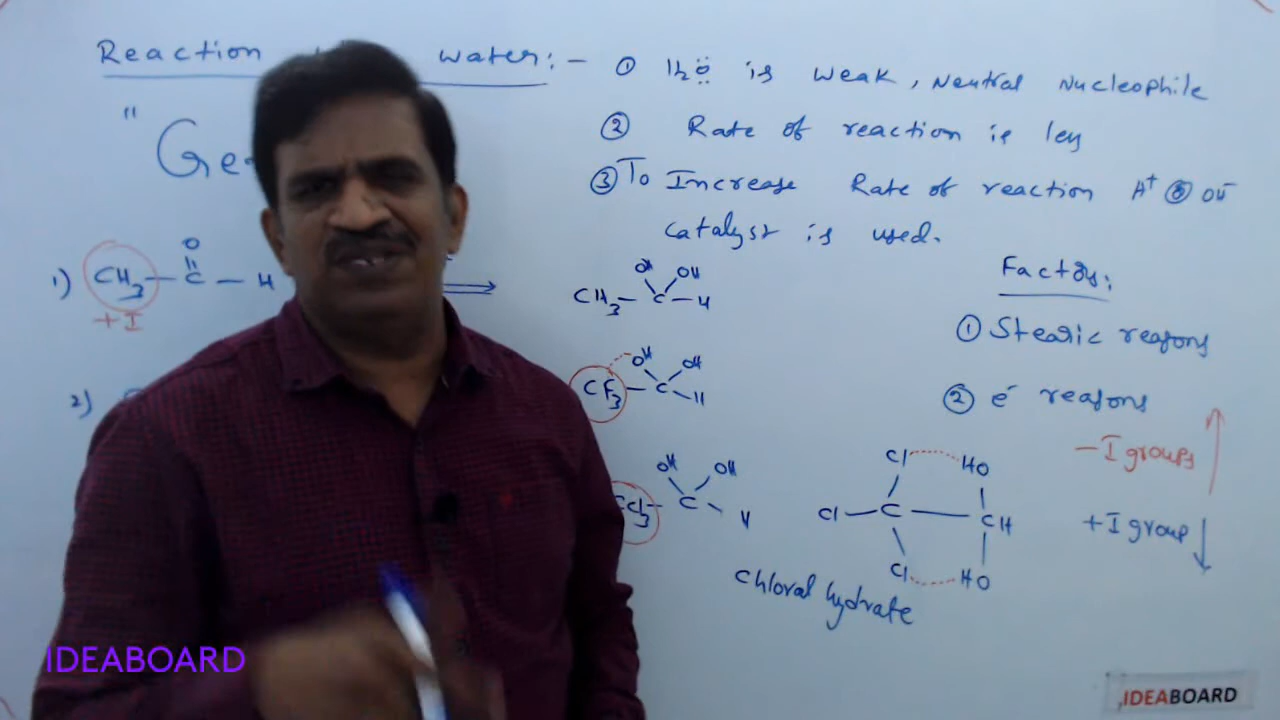 Reaction water:-
"Ge
① H₂Ö is weak, Neutral Nucleophile
② Rate of reaction is les
③ To Increase Rate of reaction H⁺ ⓞ OH⁻
catalyst is used.
1) CH₃ — C — H
O
+ I
OH OH
CH₃ — C — H
2)
OH OH
CF₃ — C — H
OH OH
CCl₃ — C — H
Cl HO
Cl — C — CH
Cl HO
Chloral hydrate
Factors:
① Stearic reasons
② e⁻ reasons
- I groups ↑
+ I group ↓
IDEABOARD
IDEABOARD